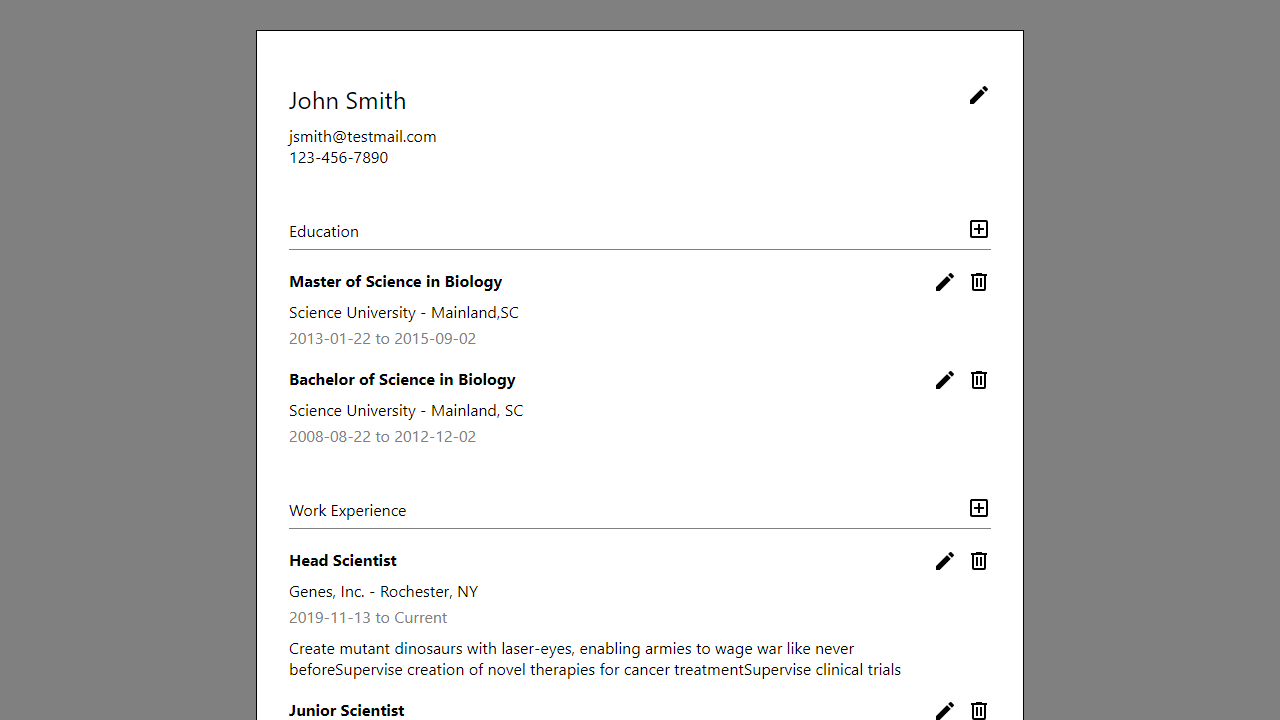 John Smith
jsmith@testmail.com
123-456-7890
Education
Master of Science in Biology
Science University - Mainland,SC
2013-01-22 to 2015-09-02
Bachelor of Science in Biology
Science University - Mainland, SC
2008-08-22 to 2012-12-02
Work Experience
Head Scientist
Genes, Inc. - Rochester, NY
2019-11-13 to Current
Create mutant dinosaurs with laser-eyes, enabling armies to wage war like never
beforeSupervise creation of novel therapies for cancer treatmentSupervise clinical trials
Junior Scientist